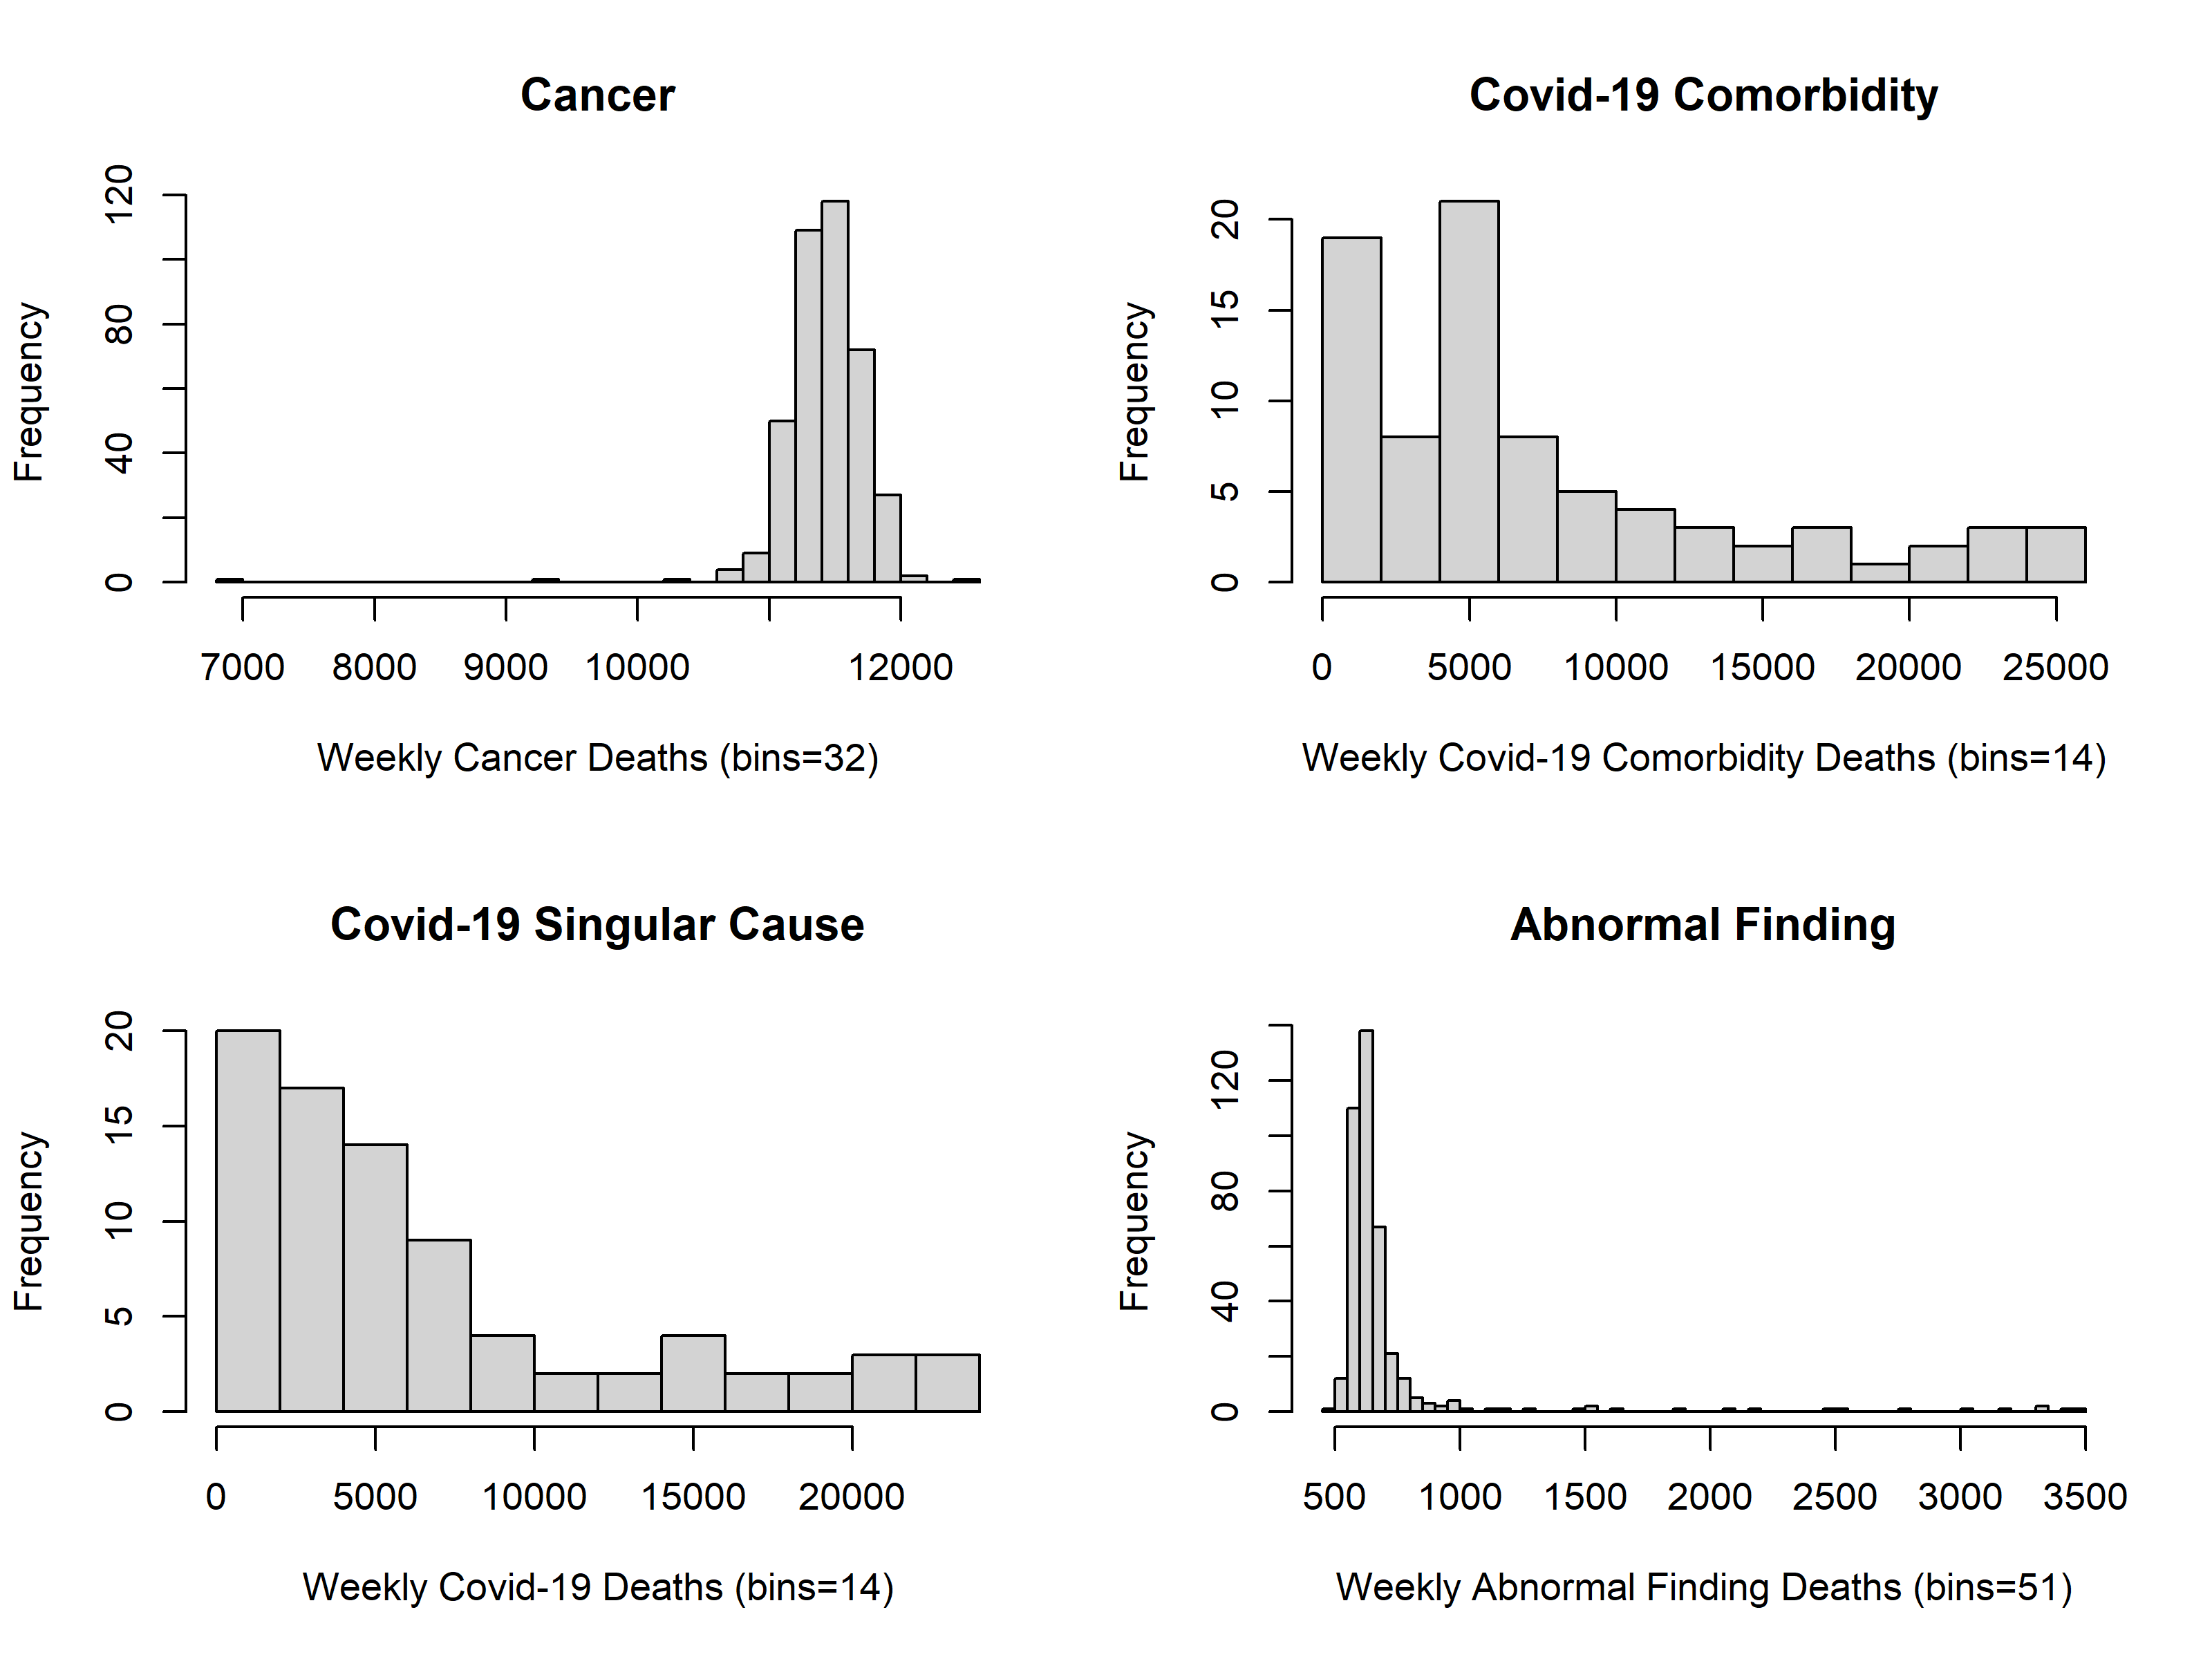 Cancer
Frequency
0 40 80 120
7000 8000 9000 10000 12000
Weekly Cancer Deaths (bins=32)
Covid-19 Comorbidity
Frequency
0 5 10 15 20
0 5000 10000 15000 20000 25000
Weekly Covid-19 Comorbidity Deaths (bins=14)
Covid-19 Singular Cause
Frequency
0 5 10 15 20
0 5000 10000 15000 20000
Weekly Covid-19 Deaths (bins=14)
Abnormal Finding
Frequency
0 40 80 120
500 1000 1500 2000 2500 3000 3500
Weekly Abnormal Finding Deaths (bins=51)